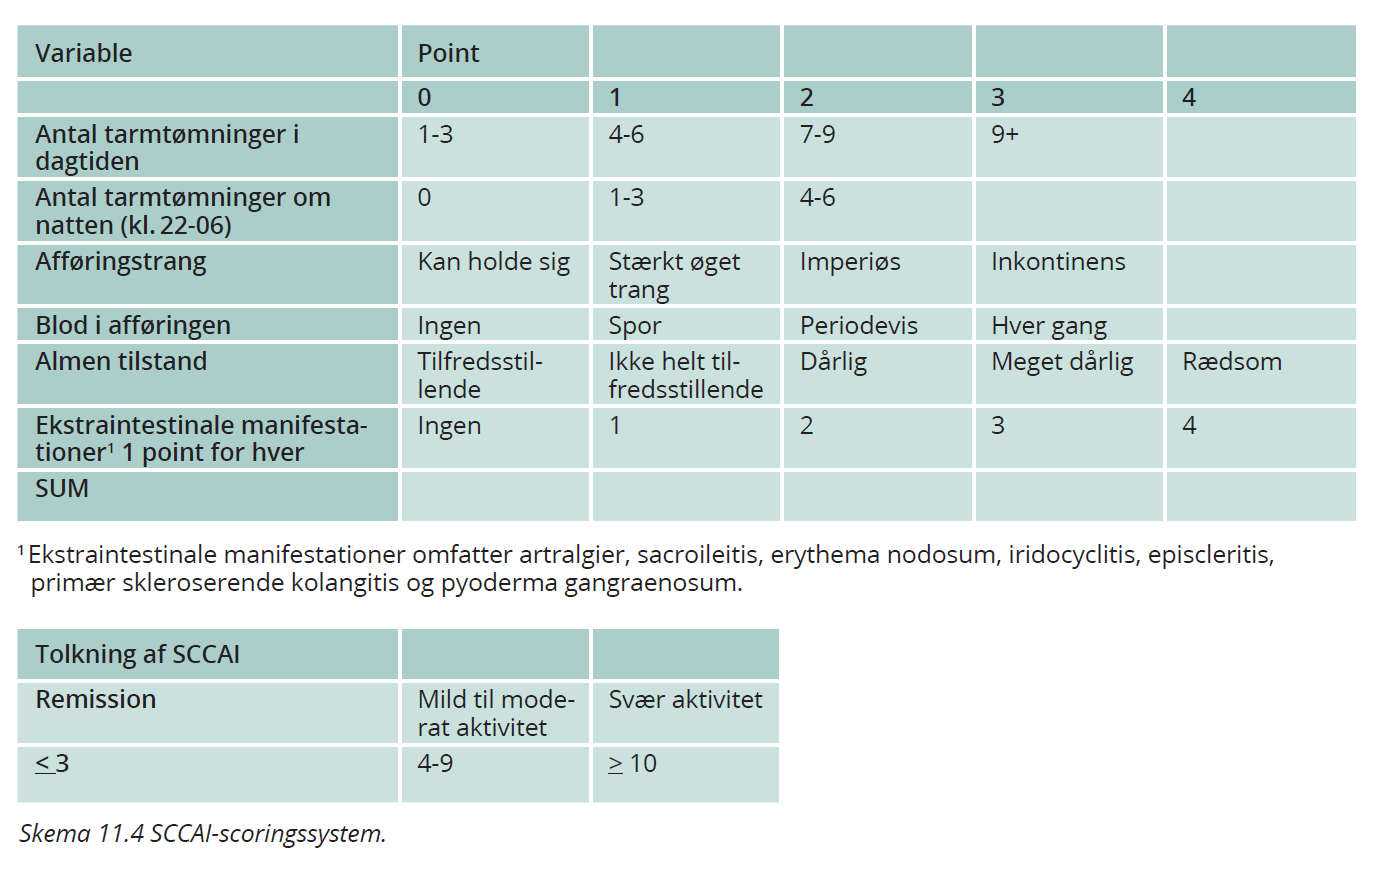 Variable Point
0 1 2 3 4
Antal tarmtømninger i dagtiden 1-3 4-6 7-9 9+
Antal tarmtømninger om natten (kl. 22-06) 0 1-3 4-6
Afføringstrang Kan holde sig Stærkt øget trang Imperiøs Inkontinens
Blod i afføringen Ingen Spor Periodevis Hver gang
Almen tilstand Tilfredsstil-lende Ikke helt til-fredsstillende Dårlig Meget dårlig Rædsom
Ekstraintestinale manifesta-tioner¹ 1 point for hver Ingen 1 2 3 4
SUM
¹ Ekstraintestinale manifestationer omfatter artralgier, sacroileitis, erythema nodosum, iridocyclitis, episcleritis,
primær skleroserende kolangitis og pyoderma gangraenosum.
Tolkning af SCCAI
Remission Mild til mode-rat aktivitet Svær aktivitet
≤ 3 4-9 ≥ 10
Skema 11.4 SCCAI-scoringssystem.